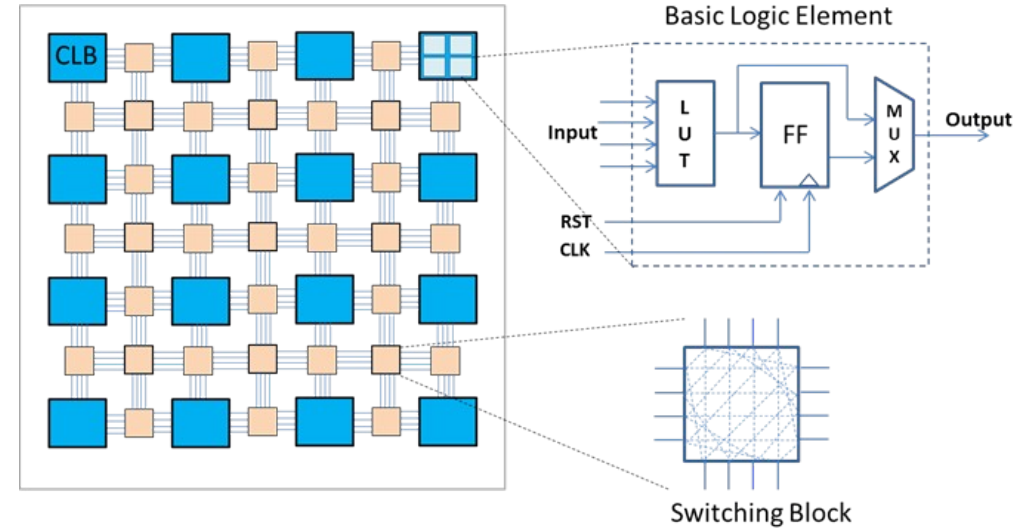 Basic Logic Element
CLB
L
U
T
FF
M
U
X
Input
Output
RST
CLK
Switching Block